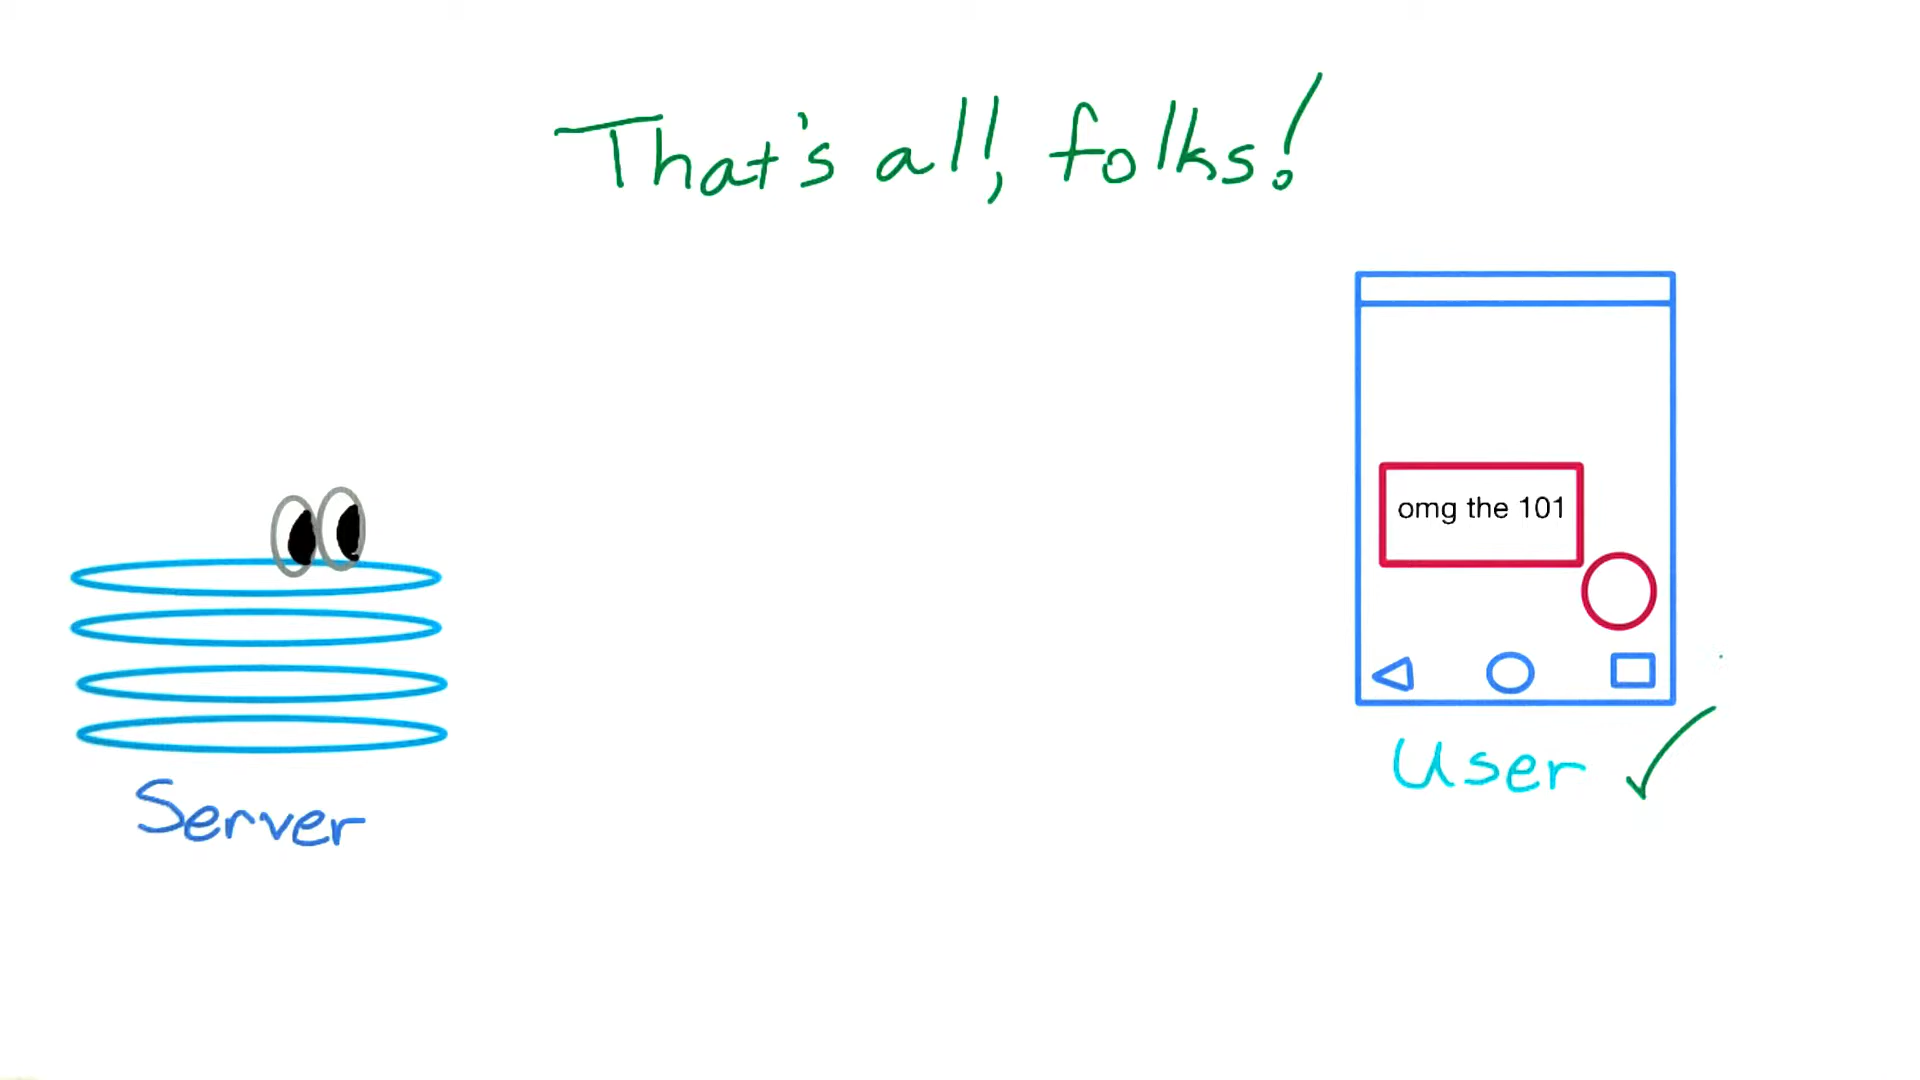 That's all, folks!
omg the 101
User
Server